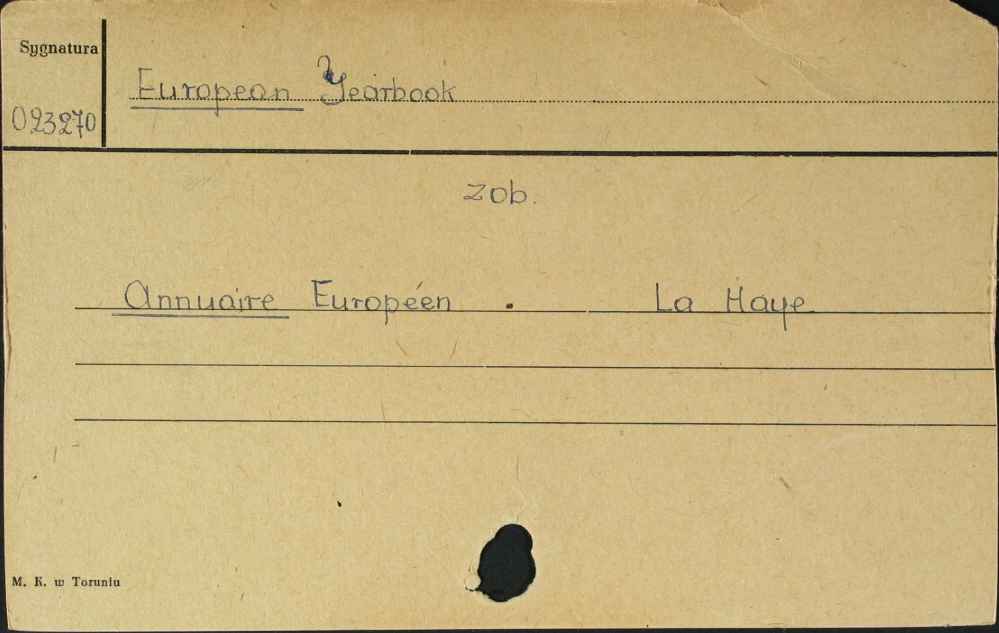 Sygnatura
European Yearbook
023270
zob.
Annuaire Européen . La Haye
M. K. w Toruniu